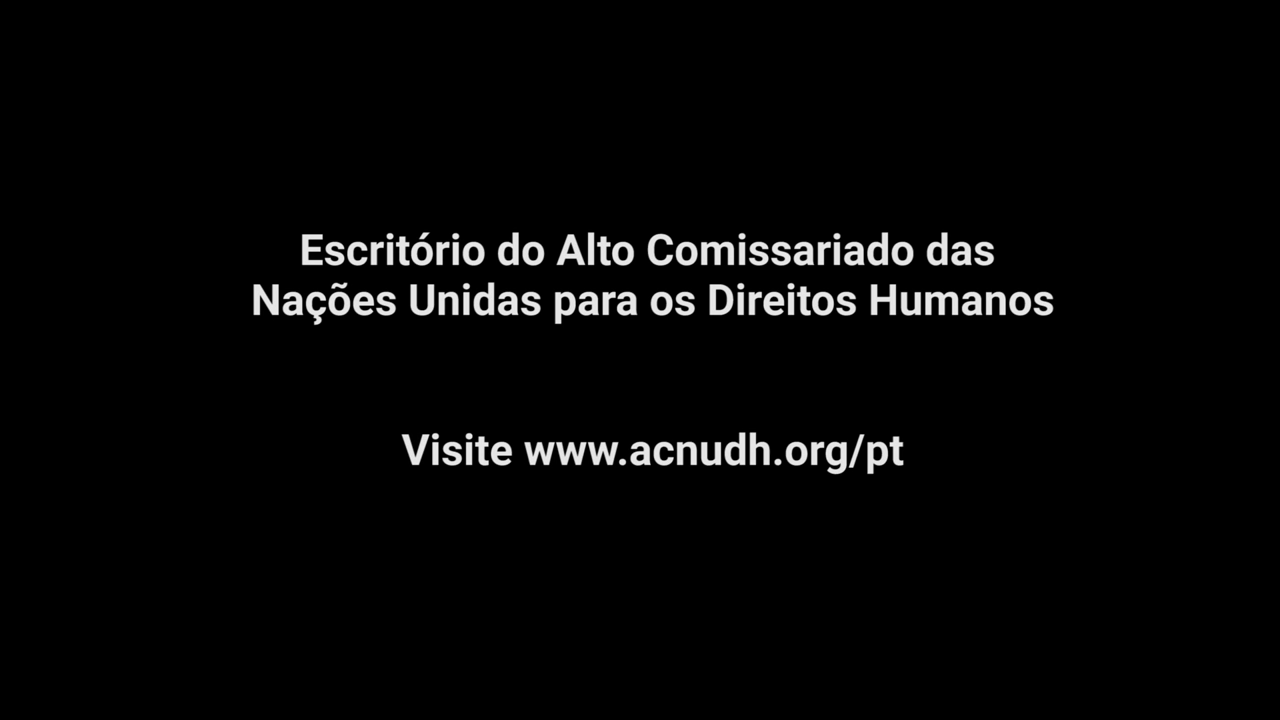 Escritório do Alto Comissariado das
Nações Unidas para os Direitos Humanos
Visite www.acnudh.org/pt